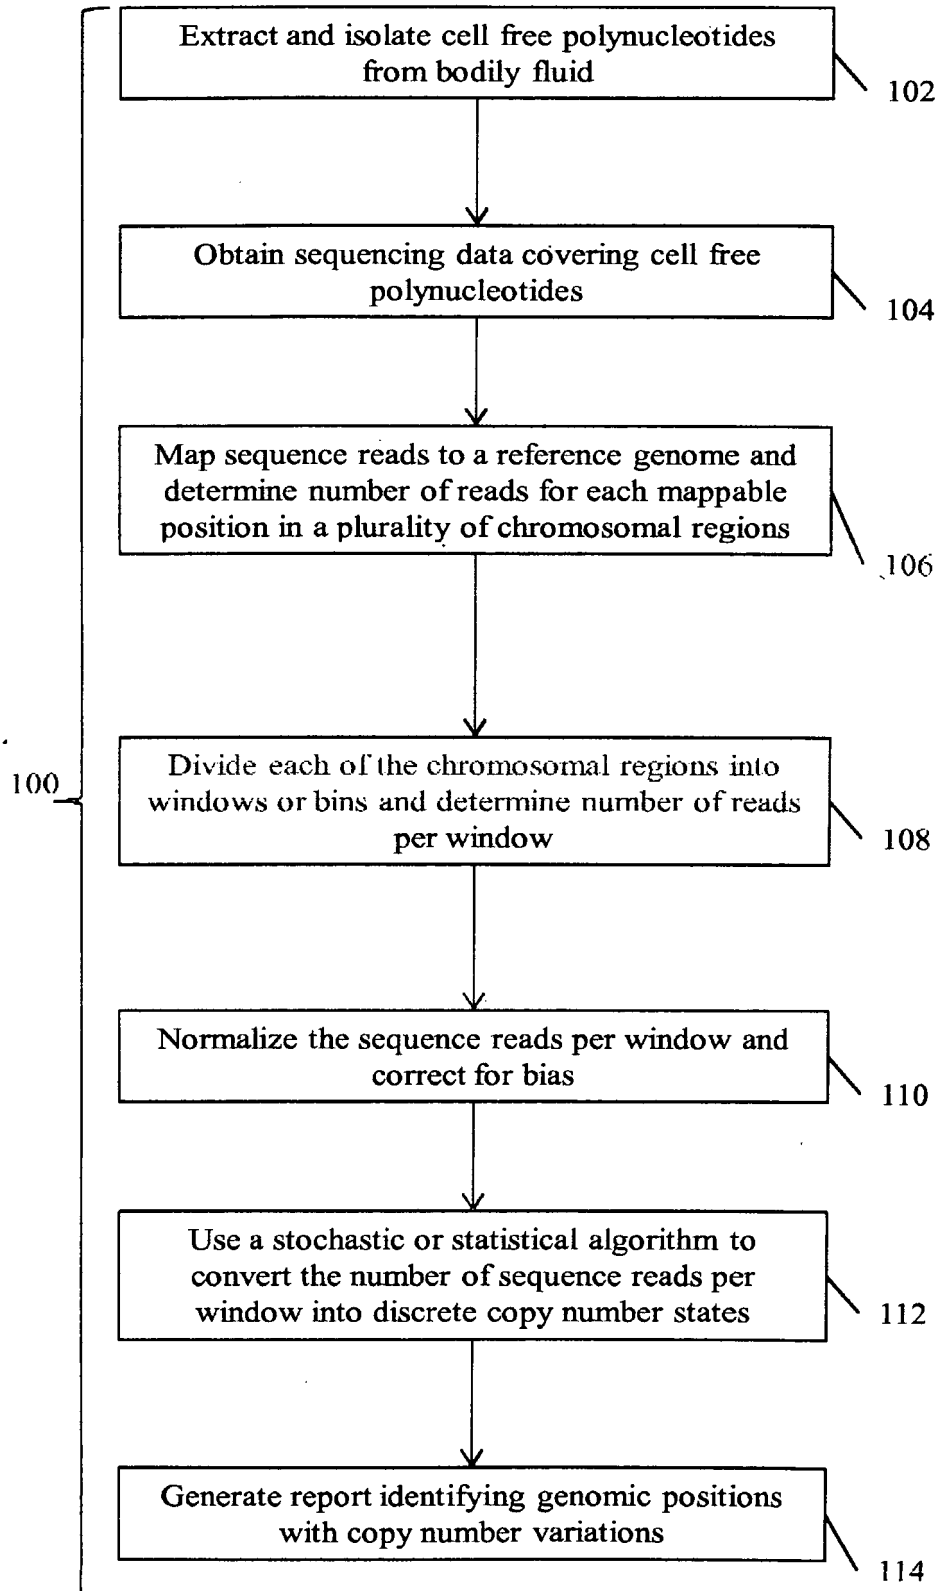 Extract and isolate cell free polynucleotides
from bodily fluid
102
Obtain sequencing data covering cell free
polynucleotides
104
Map sequence reads to a reference genome and
determine number of reads for each mappable
position in a plurality of chromosomal regions
106
100
Divide each of the chromosomal regions into
windows or bins and determine number of reads
per window
108
Normalize the sequence reads per window and
correct for bias
110
Use a stochastic or statistical algorithm to
convert the number of sequence reads per
window into discrete copy number states
112
Generate report identifying genomic positions
with copy number variations
114